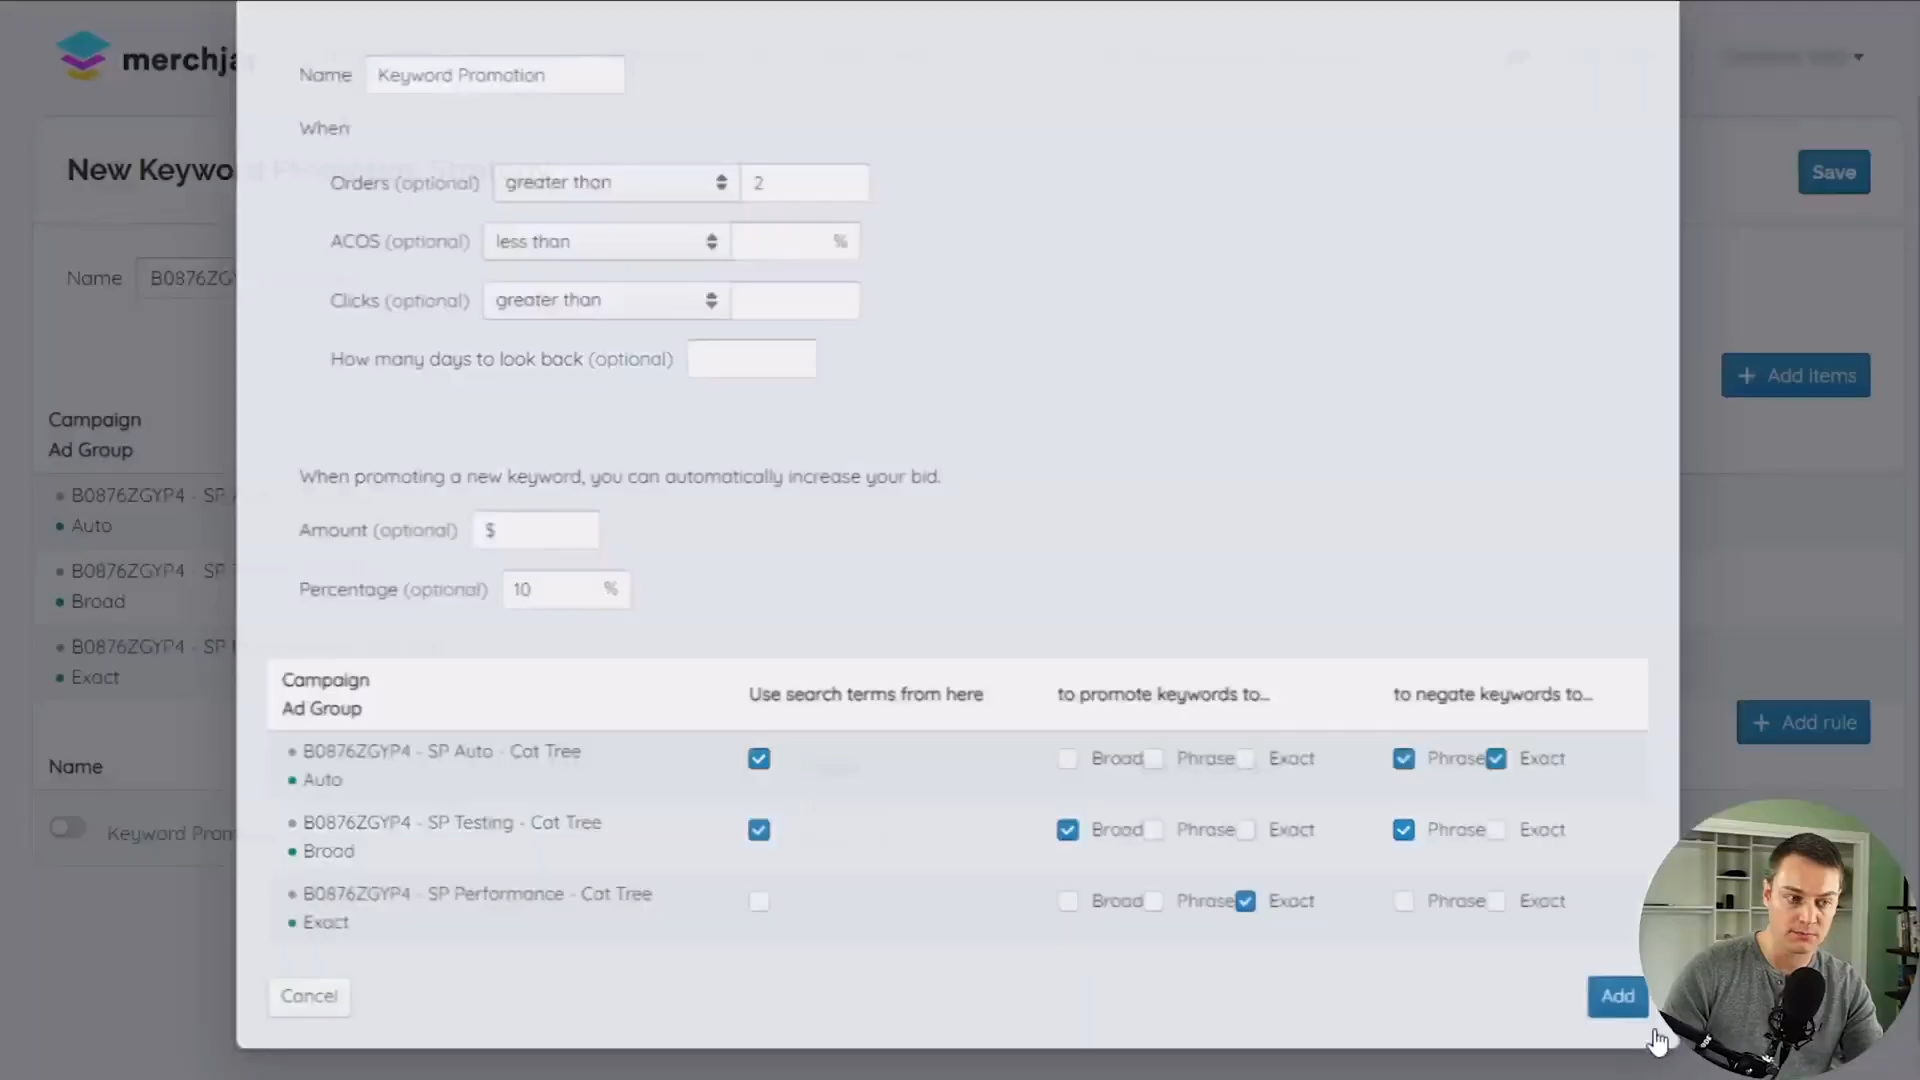 merchja
Name Keyword Promotion
When
New Keywo
Save
Orders (optional) greater than 2
ACOS (optional) less than %
Name B0876ZG
Clicks (optional) greater than
How many days to look back (optional)
+ Add items
Campaign
Ad Group
When promoting a new keyword, you can automatically increase your bid.
B0876ZGYP4 - SP
Auto
Amount (optional) $
B0876ZGYP4 SP
Broad
Percentage (optional) 10 %
B0876ZGYP4 - SP
Exact
Campaign
Ad Group
Use search terms from here
to promote keywords to...
to negate keywords to...
+ Add rule
B0876ZGYP4 - SP Auto - Cat Tree
Auto
Broad Phrase Exact
Phrase Exact
Name
B0876ZGYP4 - SP Testing - Cat Tree
Broad
Broad Phrase Exact
Phrase Exact
Keyword Prom
B0876ZGYP4 - SP Performance - Cat Tree
Exact
Broad Phrase Exact
Phrase Exact
Cancel
Add